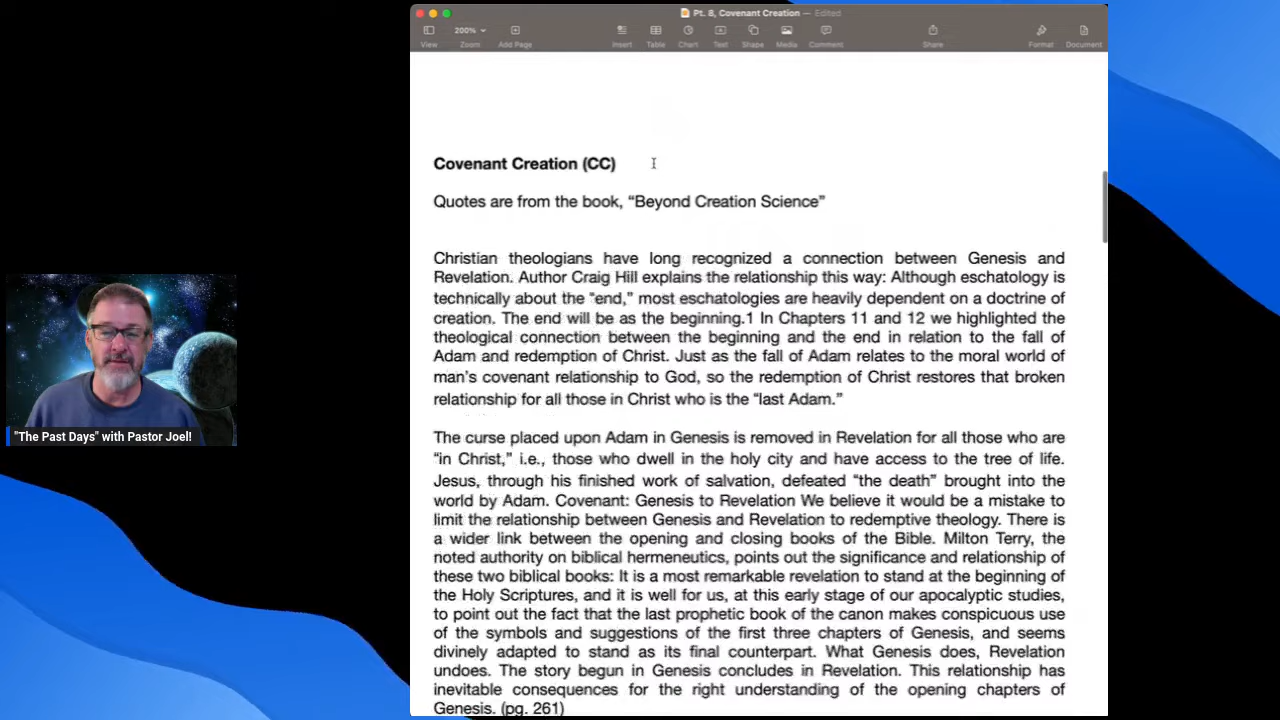 Pt. 8, Covenant Creation — Edited
200%
View
Zoom
Add Page
Insert
Table
Chart
Text
Shape
Media
Comment
Share
Format
Document
Covenant Creation (CC)
Quotes are from the book, “Beyond Creation Science”
Christian theologians have long recognized a connection between Genesis and
Revelation. Author Craig Hill explains the relationship this way: Although eschatology is
technically about the “end,” most eschatologies are heavily dependent on a doctrine of
creation. The end will be as the beginning.1 In Chapters 11 and 12 we highlighted the
theological connection between the beginning and the end in relation to the fall of
Adam and redemption of Christ. Just as the fall of Adam relates to the moral world of
man’s covenant relationship to God, so the redemption of Christ restores that broken
relationship for all those in Christ who is the “last Adam.”
The curse placed upon Adam in Genesis is removed in Revelation for all those who are
“in Christ,” i.e., those who dwell in the holy city and have access to the tree of life.
Jesus, through his finished work of salvation, defeated “the death” brought into the
world by Adam. Covenant: Genesis to Revelation We believe it would be a mistake to
limit the relationship between Genesis and Revelation to redemptive theology. There is
a wider link between the opening and closing books of the Bible. Milton Terry, the
noted authority on biblical hermeneutics, points out the significance and relationship of
these two biblical books: It is a most remarkable revelation to stand at the beginning of
the Holy Scriptures, and it is well for us, at this early stage of our apocalyptic studies,
to point out the fact that the last prophetic book of the canon makes conspicuous use
of the symbols and suggestions of the first three chapters of Genesis, and seems
divinely adapted to stand as its final counterpart. What Genesis does, Revelation
undoes. The story begun in Genesis concludes in Revelation. This relationship has
inevitable consequences for the right understanding of the opening chapters of
Genesis. (pg. 261)
"The Past Days" with Pastor Joel!